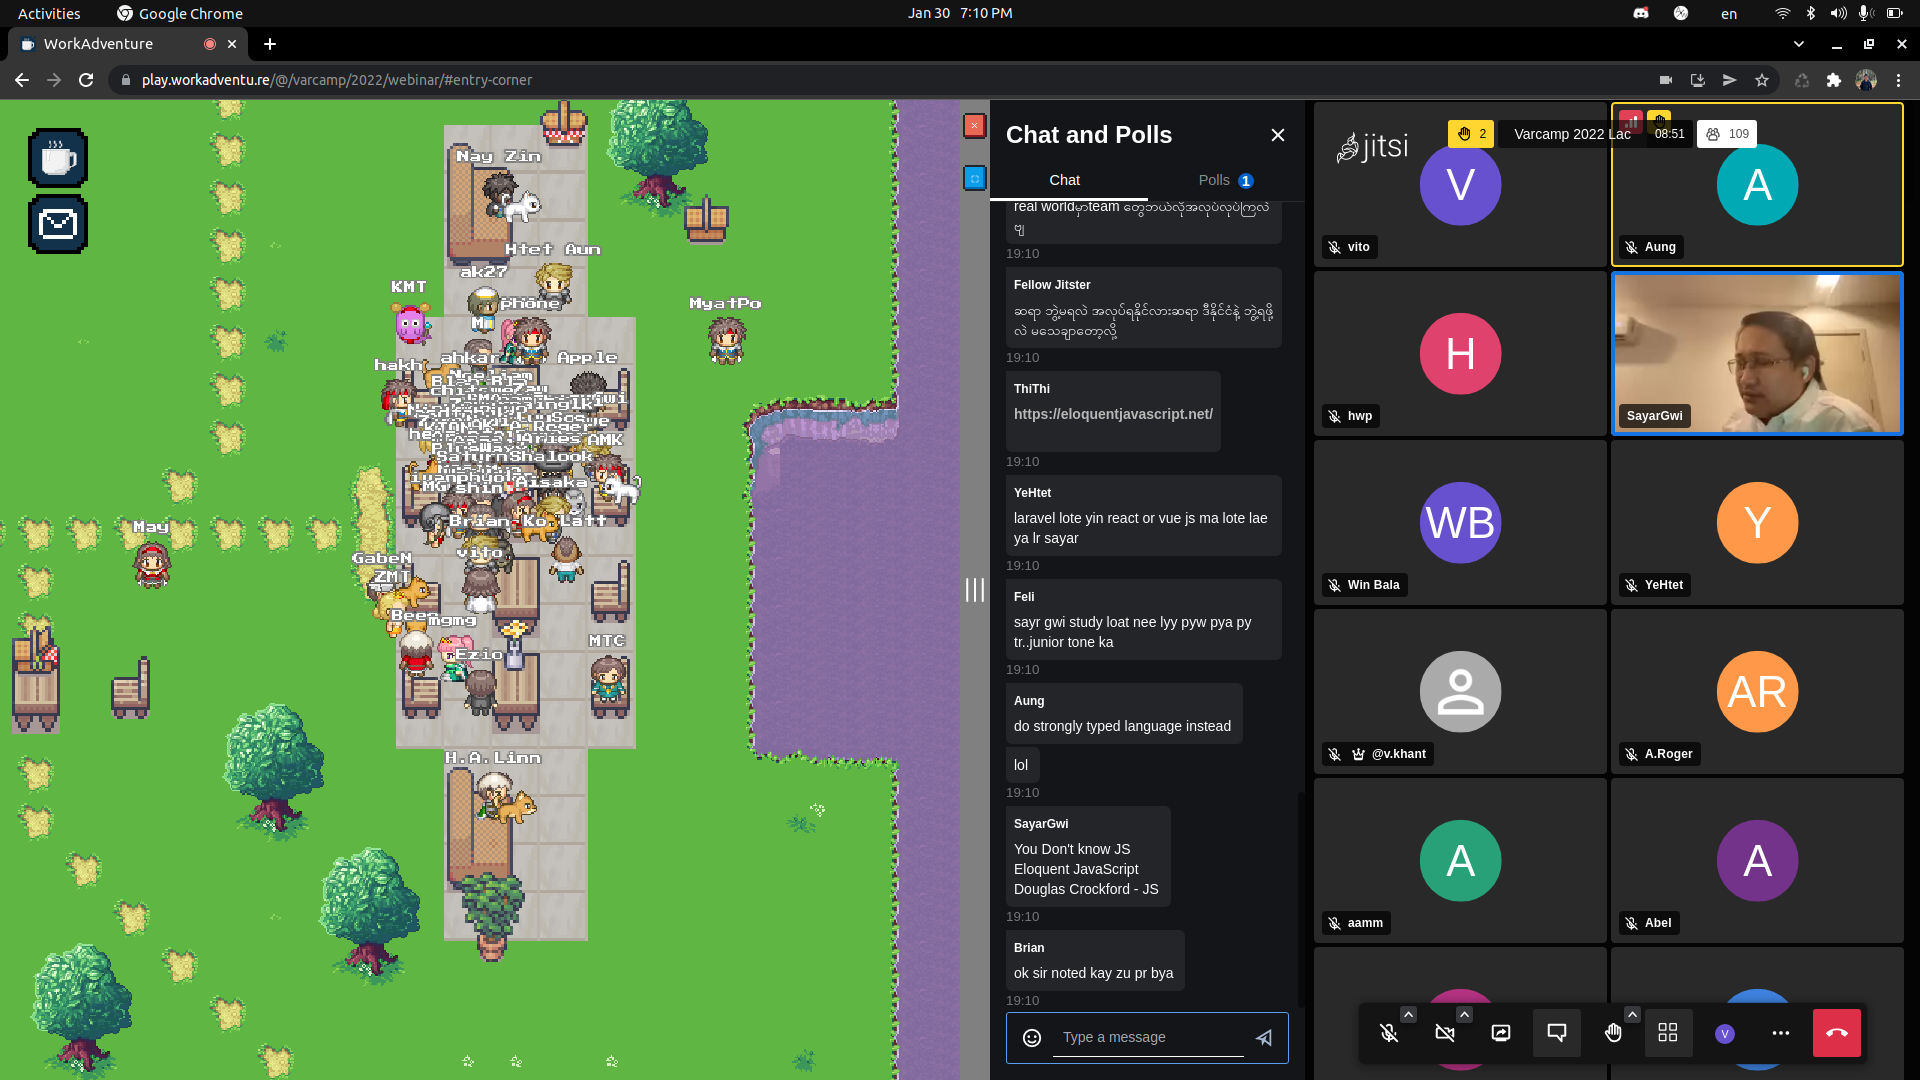 Activities
Google Chrome
Jan 30 7:10 PM
en
WorkAdventure
play.workadventu.re/@/varcamp/2022/webinar/#entry-corner
Nay Zin
Htet Aun
ak27
KMT
phone
MyatPo
ahkar
Apple
hakh
Aries AMK
Saturn Shalook
MG shin
Aisaka
Brian Ko Latt
May
vito
GabeN
ZMT
mgmg
MTC
Ezio
H.A.Linn
Chat and Polls
Chat
Polls 1
real worldမှာteam တွေဘယ်လိုအလုပ်လုပ်ကြလဲ
ဗျ
19:10
Fellow Jitster
ဆရာ ဘွဲ့မရလဲ အလုပ်ရနိုင်လားဆရာ ဒီနိုင်ငံနဲ့ ဘွဲ့ရဖို့
လဲ မသေချာတော့လို့
19:10
ThiThi
https://eloquentjavascript.net/
19:10
YeHtet
laravel lote yin react or vue js ma lote lae
ya lr sayar
19:10
Feli
sayr gwi study loat nee lyy pyw pya py
tr..junior tone ka
19:10
Aung
do strongly typed language instead
lol
19:10
SayarGwi
You Don't know JS
Eloquent JavaScript
Douglas Crockford - JS
19:10
Brian
ok sir noted kay zu pr bya
19:10
Type a message
jitsi
2
Varcamp 2022 Lac
08:51
109
V
vito
A
Aung
H
hwp
SayarGwi
WB
Win Bala
Y
YeHtet
@v.khant
AR
A.Roger
A
aamm
A
Abel
V